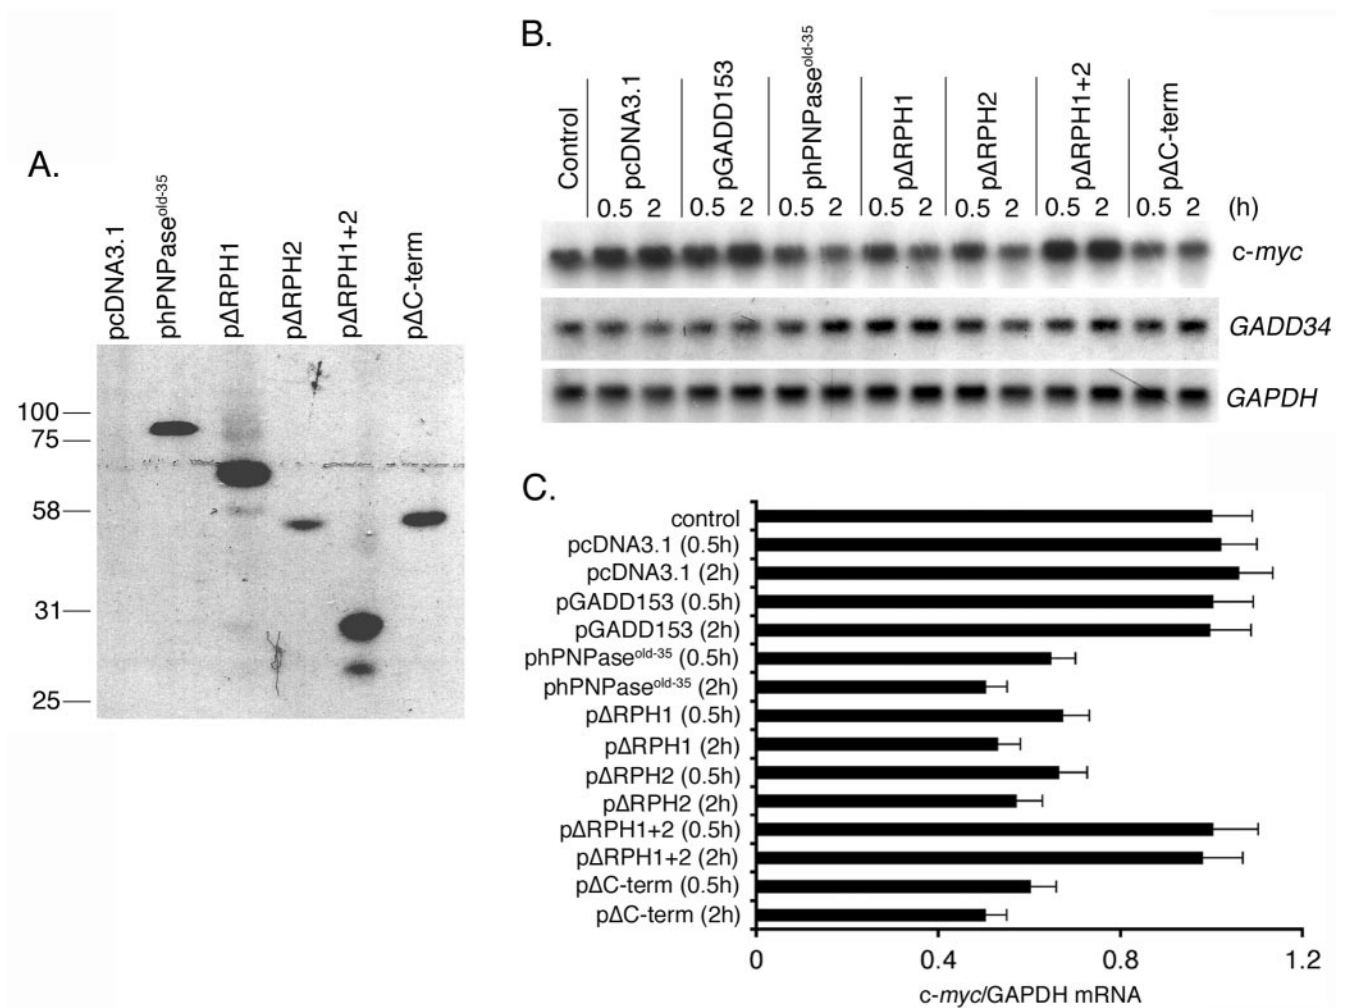 A.
pcDNA3.1
phPNPaseold-35
pΔRPH1
pΔRPH2
pΔRPH1+2
pΔC-term
100
75
58
31
25
B.
Control
pcDNA3.1
pGADD153
phPNPaseold-35
pΔRPH1
pΔRPH2
pΔRPH1+2
pΔC-term
0.5 2 0.5 2 0.5 2 0.5 2 0.5 2 0.5 2 0.5 2 (h)
c-myc
GADD34
GAPDH
C.
control
pcDNA3.1 (0.5h)
pcDNA3.1 (2h)
pGADD153 (0.5h)
pGADD153 (2h)
phPNPaseold-35 (0.5h)
phPNPaseold-35 (2h)
pΔRPH1 (0.5h)
pΔRPH1 (2h)
pΔRPH2 (0.5h)
pΔRPH2 (2h)
pΔRPH1+2 (0.5h)
pΔRPH1+2 (2h)
pΔC-term (0.5h)
pΔC-term (2h)
0 0.4 0.8 1.2
c-myc/GAPDH mRNA